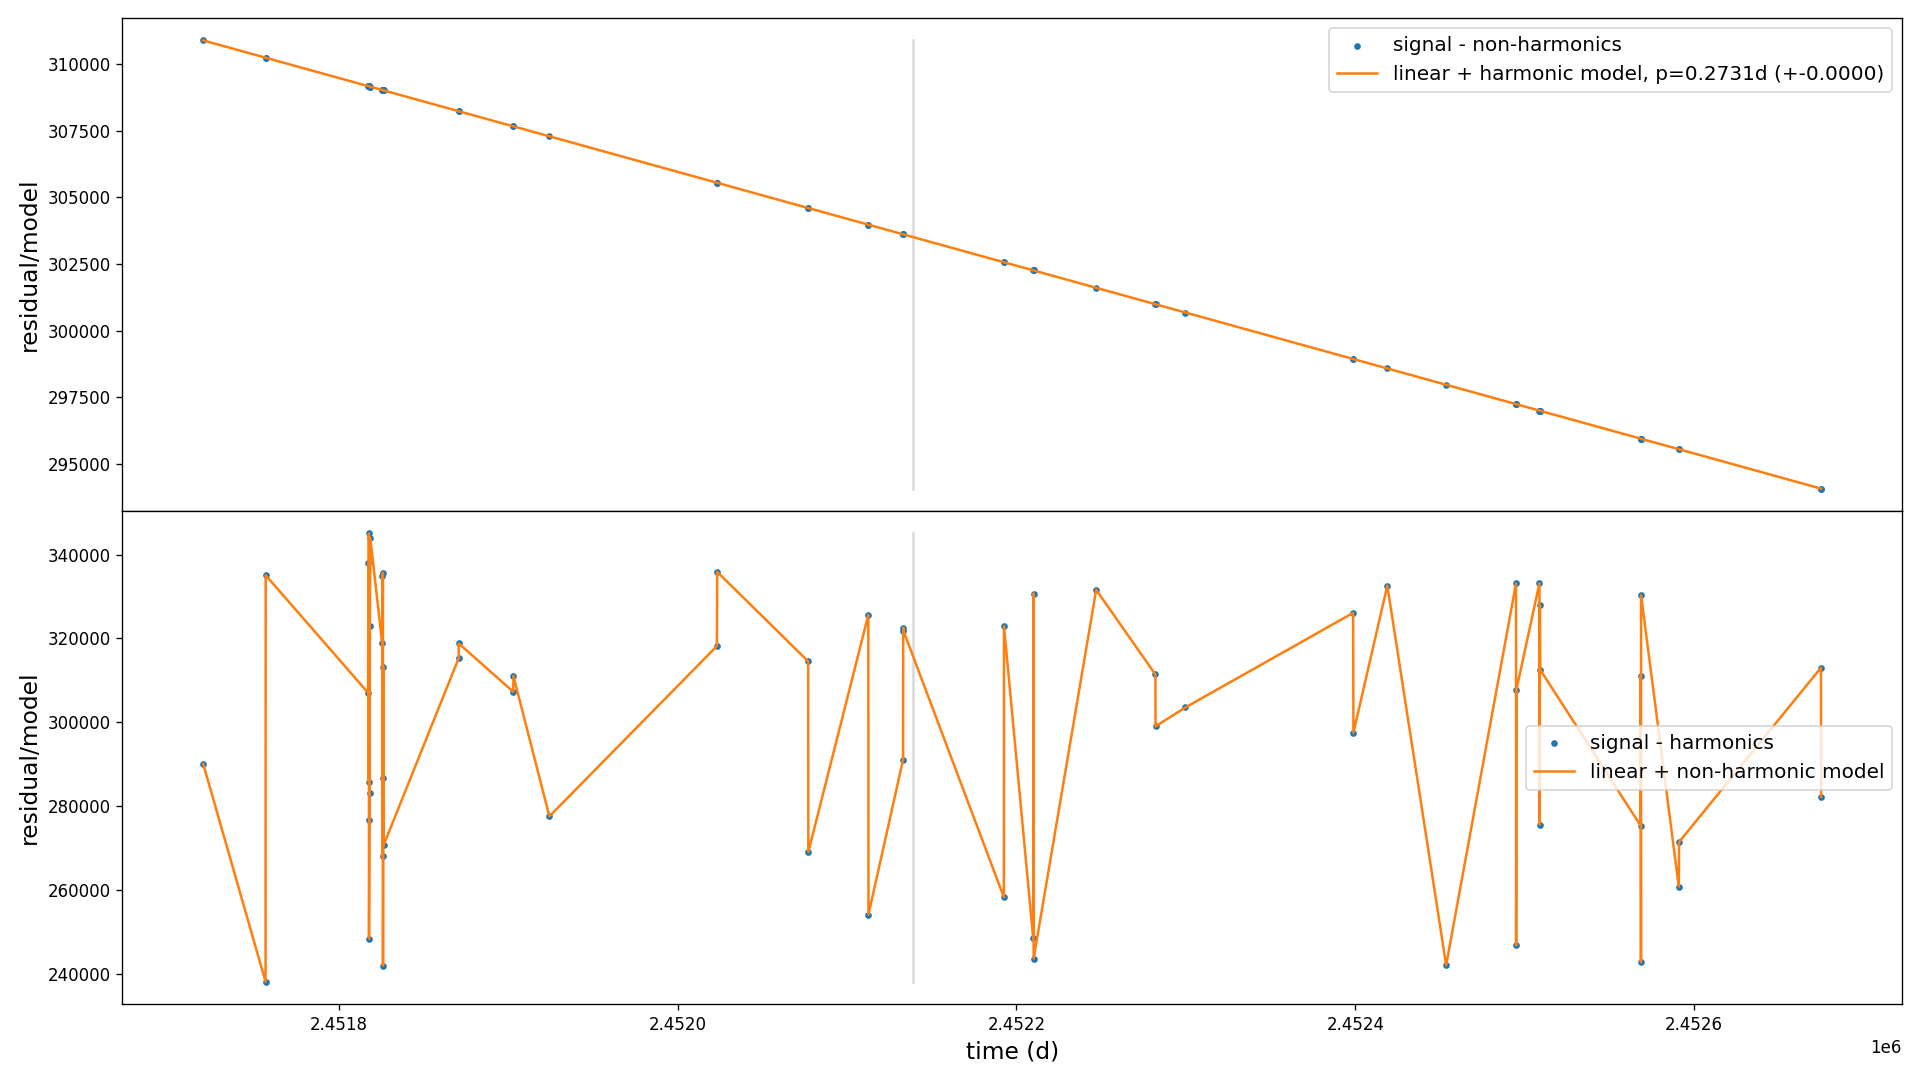 310000
307500
305000
302500
300000
297500
295000
residual/model
signal - non-harmonics
linear + harmonic model, p=0.2731d (+-0.0000)
340000
320000
300000
280000
260000
240000
residual/model
signal - harmonics
linear + non-harmonic model
2.4518
2.4520
2.4522
2.4524
2.4526
1e6
time (d)